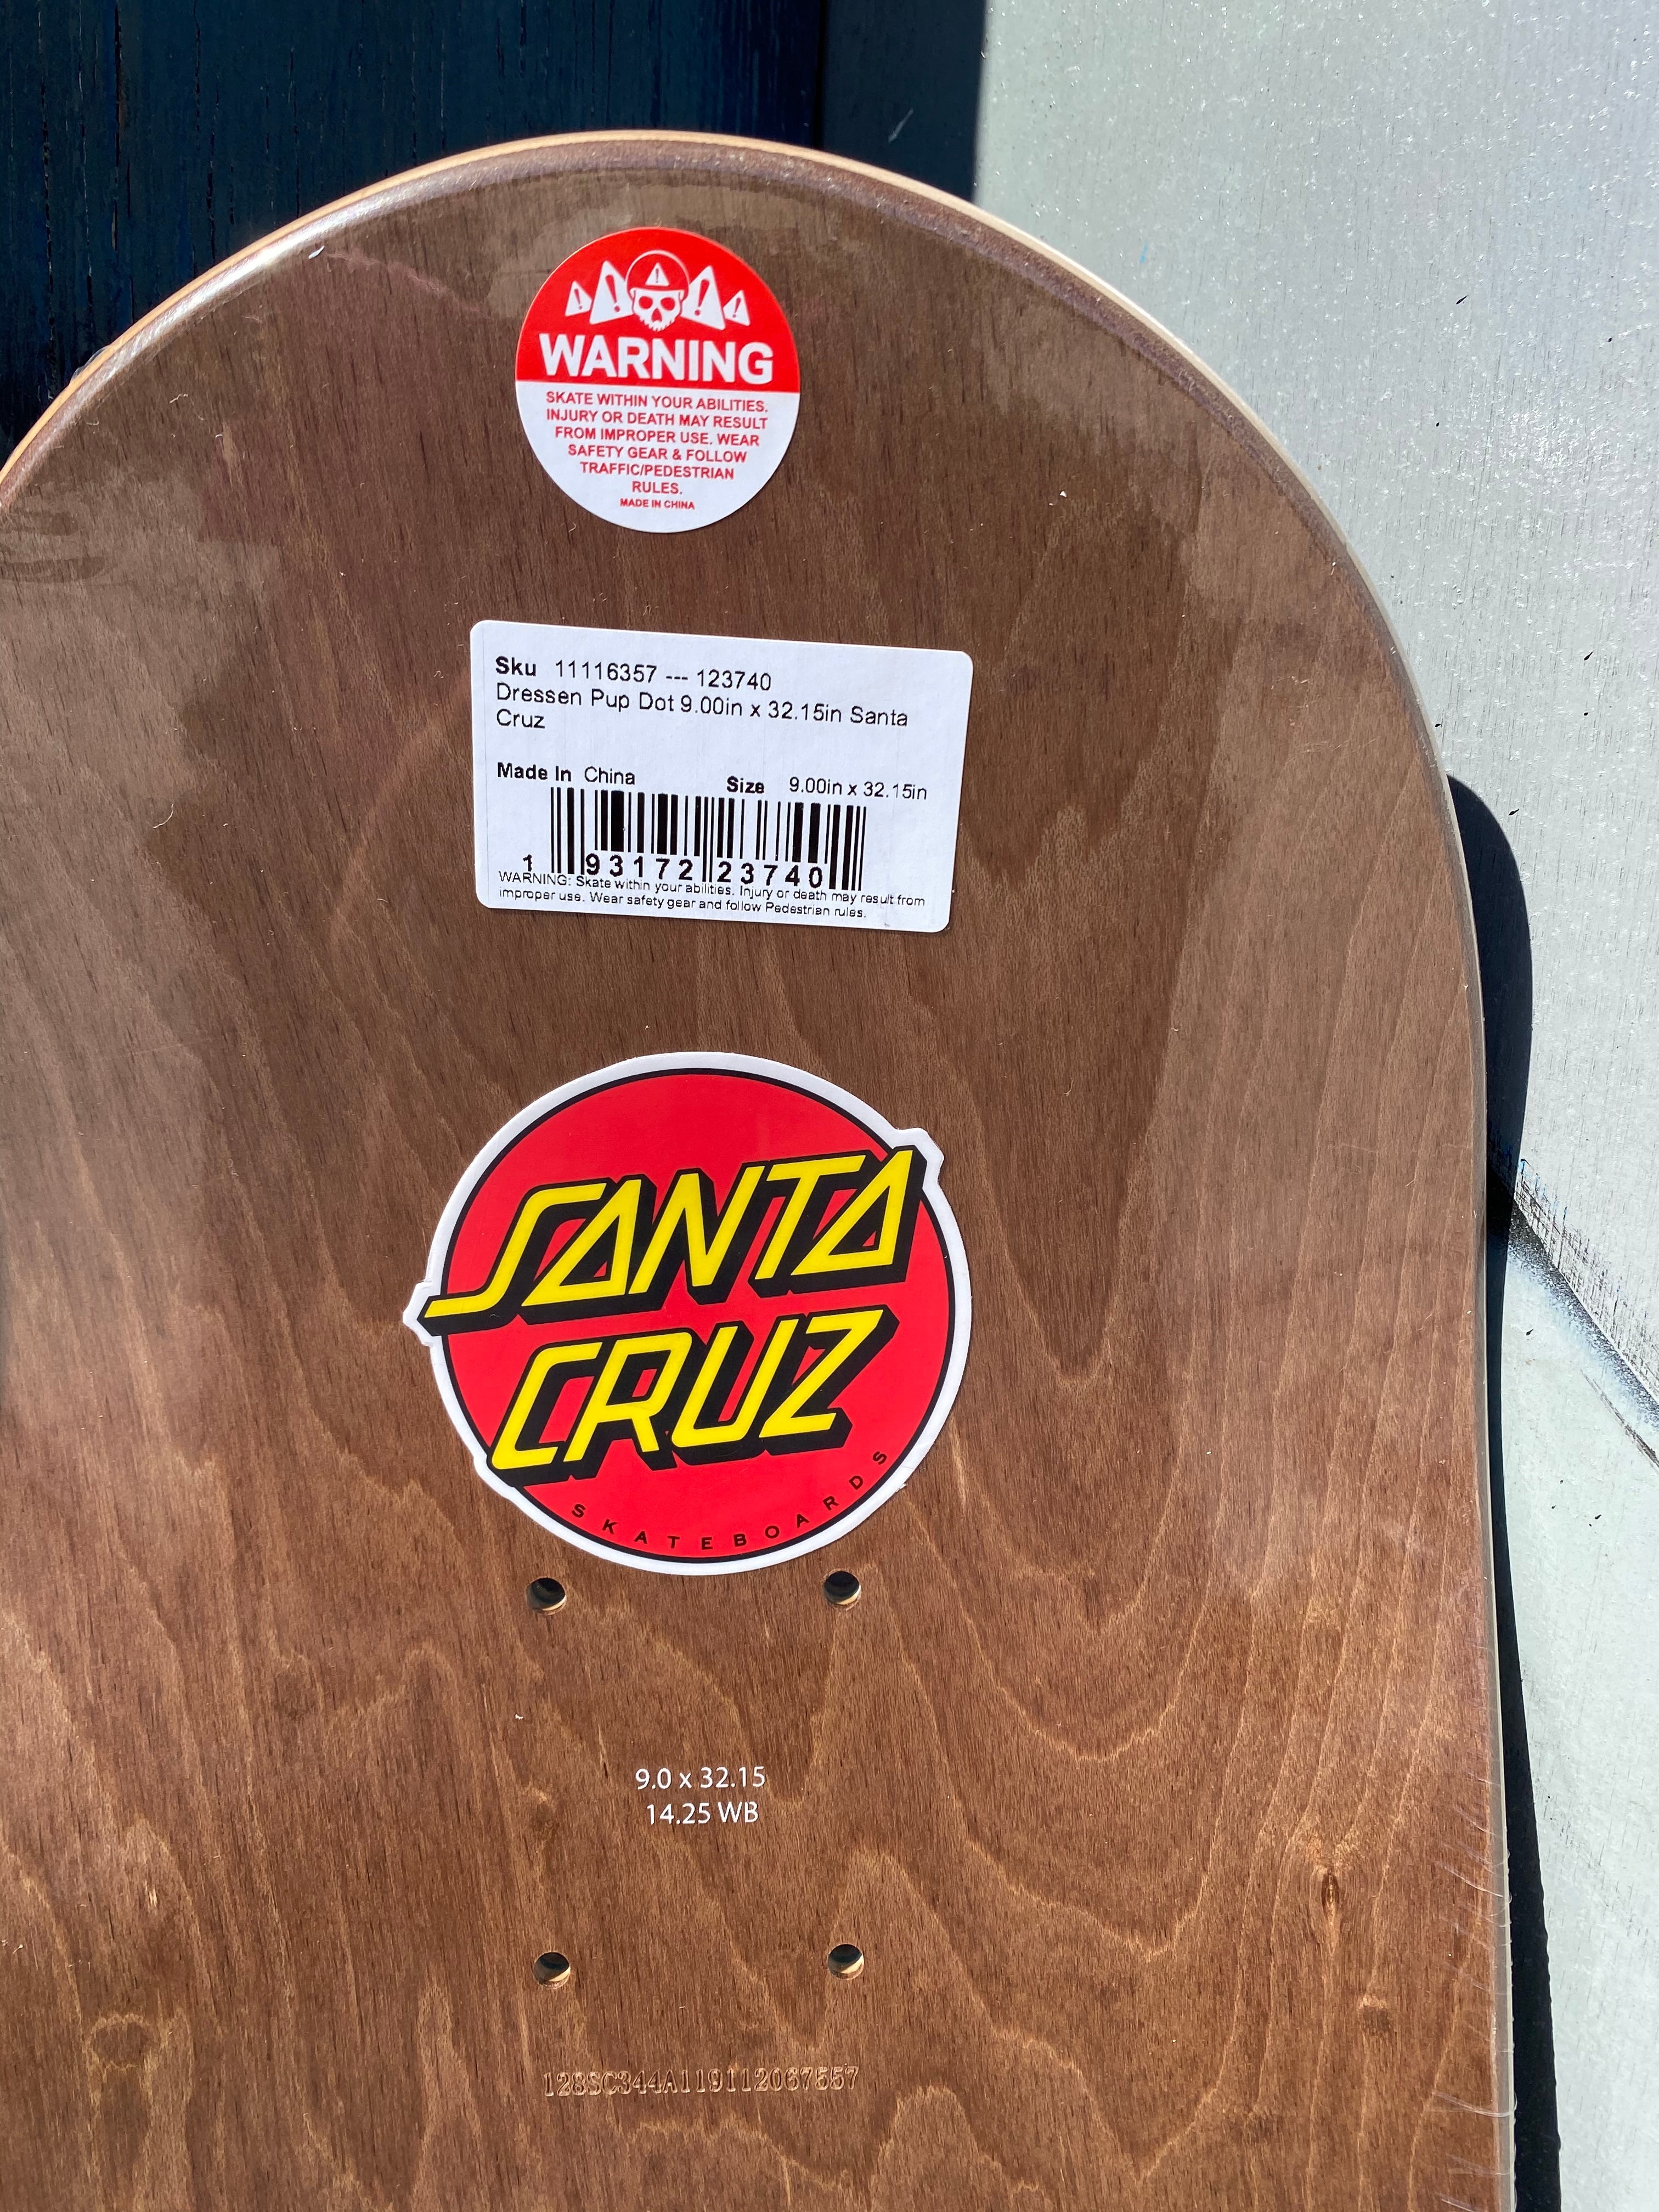 WARNING
SKATE WITHIN YOUR ABILITIES.
INJURY OR DEATH MAY RESULT
FROM IMPROPER USE. WEAR
SAFETY GEAR & FOLLOW
TRAFFIC/PEDESTRIAN
RULES.
MADE IN CHINA
Sku 11116357 --- 123740
Dressen Pup Dot 9.00in x 32.15in Santa
Cruz
Made In China Size 9.00in x 32.15in
1 93172 23740
WARNING: Skate within your abilities. Injury or death may result from
improper use. Wear safety gear and follow Pedestrian rules.
SANTA
CRUZ
SKATEBOARDS
9.0 x 32.15
14.25 WB
128SC344A119112067557